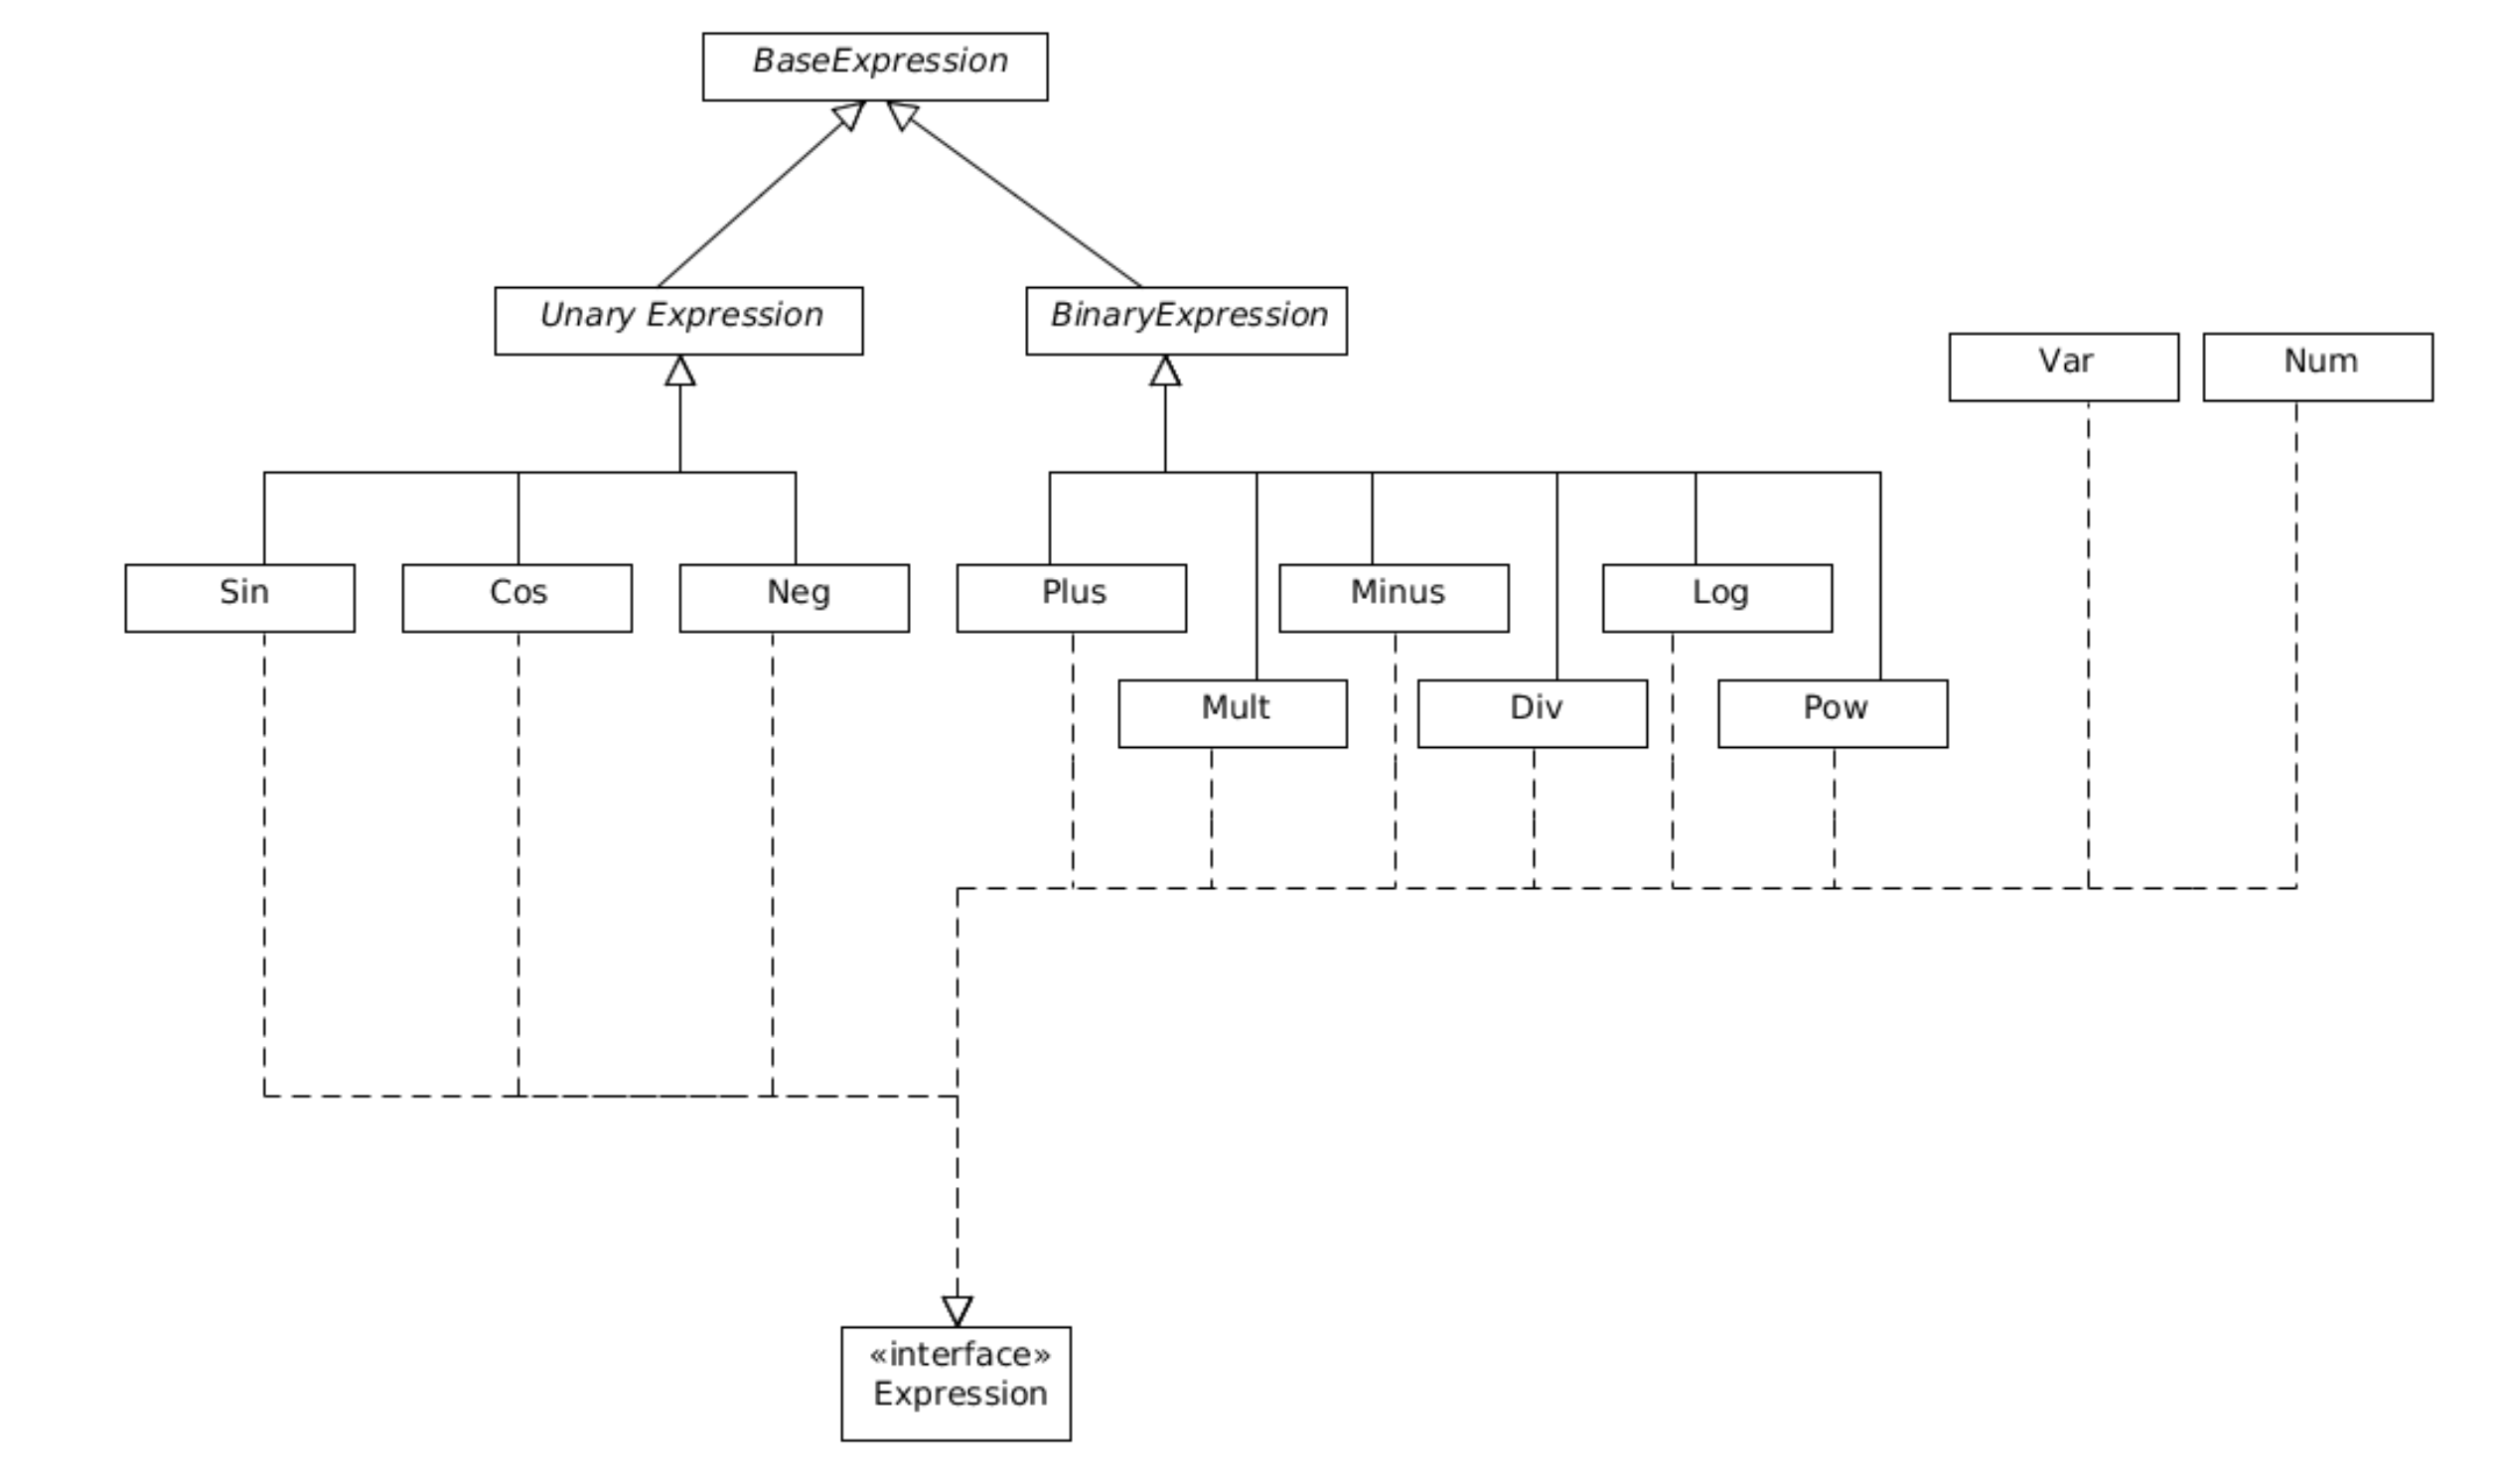 BaseExpression
Unary Expression
BinaryExpression
Var
Num
Sin
Cos
Neg
Plus
Minus
Log
Mult
Div
Pow
«interface»
Expression